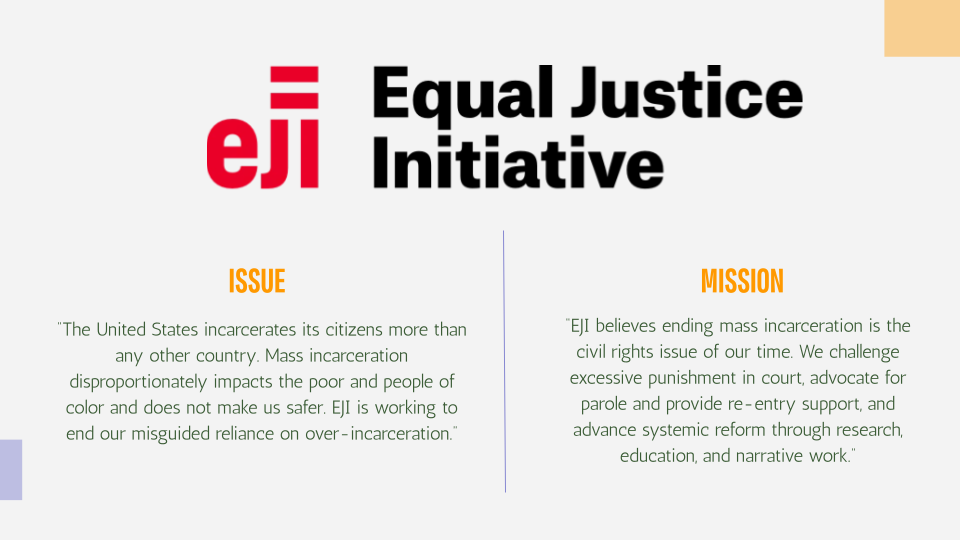 eji
Equal Justice
Initiative
ISSUE
"The United States incarcerates its citizens more than
any other country. Mass incarceration
disproportionately impacts the poor and people of
color and does not make us safer. EJI is working to
end our misguided reliance on over-incarceration."
MISSION
"EJI believes ending mass incarceration is the
civil rights issue of our time. We challenge
excessive punishment in court, advocate for
parole and provide re-entry support, and
advance systemic reform through research,
education, and narrative work."